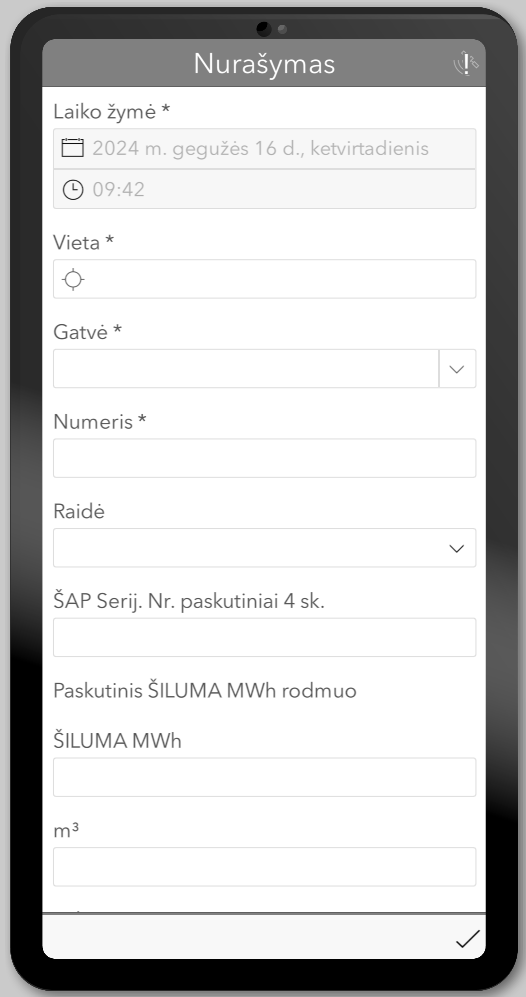 Nurašymas
Laiko žymė *
2024 m. gegužės 16 d., ketvirtadienis
09:42
Vieta *
Gatvė *
Numeris *
Raidė
ŠAP Serij. Nr. paskutiniai 4 sk.
Paskutinis ŠILUMA MWh rodmuo
ŠILUMA MWh
m³